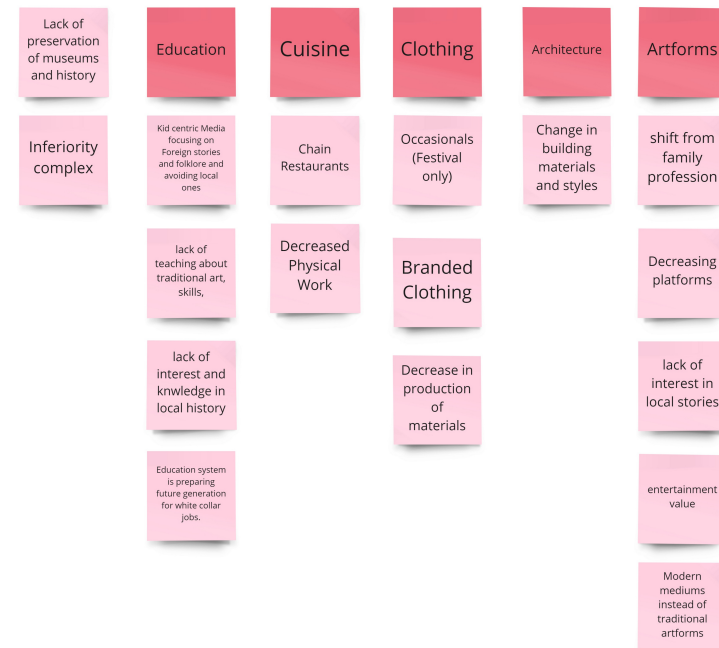 Lack of
preservation
of museums
and history
Inferiority
complex
Education
Kid centric Media
focusing on
Foreign stories
and folklore and
avoiding local
ones
lack of
teaching about
traditional art,
skills,
lack of
interest and
knwledge in
local history
Education system
is preparing
future generation
for white collar
jobs.
Cuisine
Chain
Restaurants
Decreased
Physical
Work
Clothing
Occasionals
(Festival
only)
Branded
Clothing
Decrease in
production
of
materials
Architecture
Change in
building
materials
and styles
Artforms
shift from
family
profession
Decreasing
platforms
lack of
interest in
local stories
entertainment
value
Modern
mediums
instead of
traditional
artforms